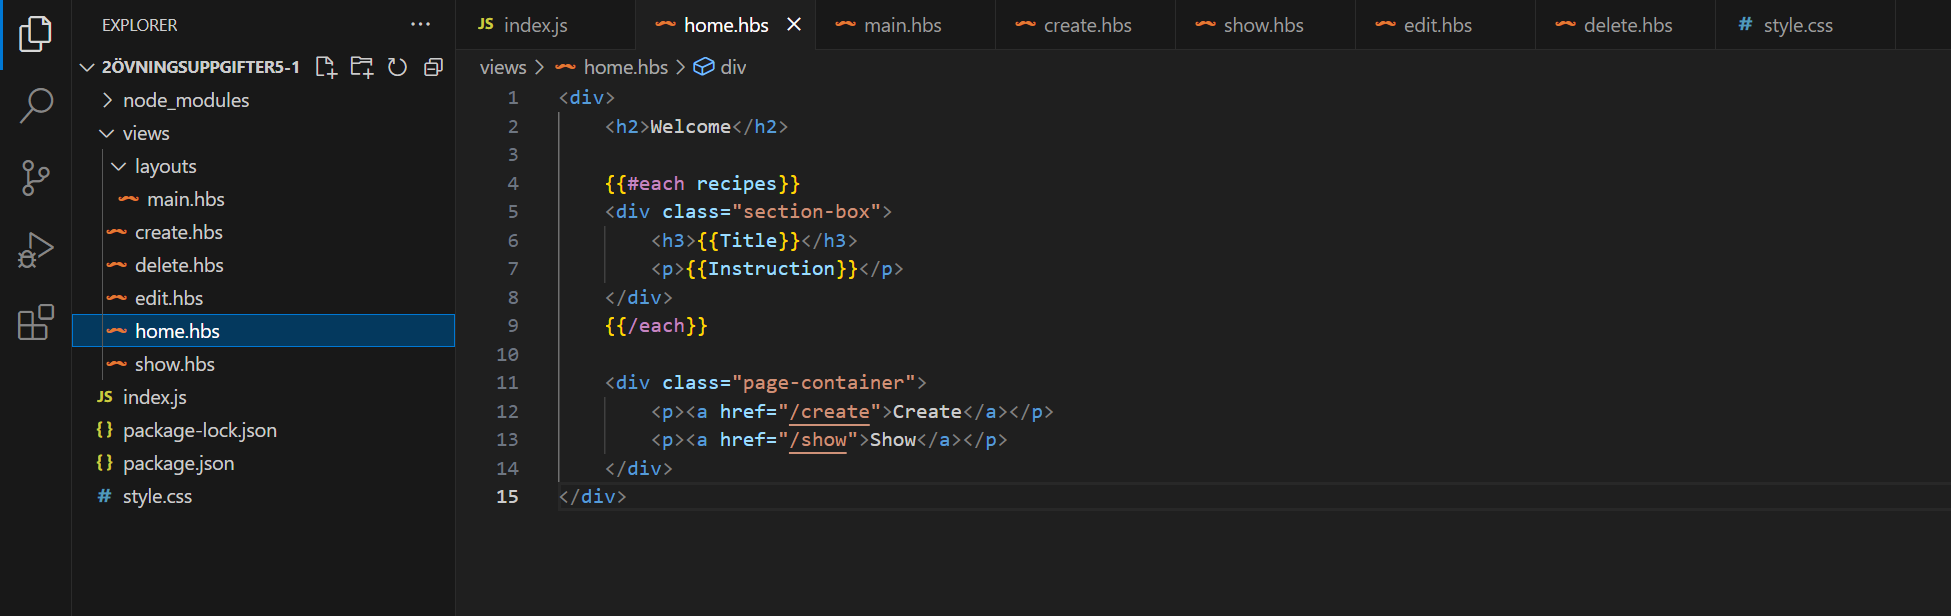 EXPLORER ...
2ÖVNINGSUPPGIFTER5-1
node_modules
views
layouts
main.hbs
create.hbs
delete.hbs
edit.hbs
home.hbs
show.hbs
JS index.js
{} package-lock.json
{} package.json
# style.css
JS index.js home.hbs main.hbs create.hbs show.hbs edit.hbs delete.hbs # style.css
views > home.hbs > div
1 <div>
2     <h2>Welcome</h2>
3
4     {{#each recipes}}
5     <div class="section-box">
6         <h3>{{Title}}</h3>
7         <p>{{Instruction}}</p>
8     </div>
9     {{/each}}
10
11     <div class="page-container">
12         <p><a href="/create">Create</a></p>
13         <p><a href="/show">Show</a></p>
14     </div>
15 </div>